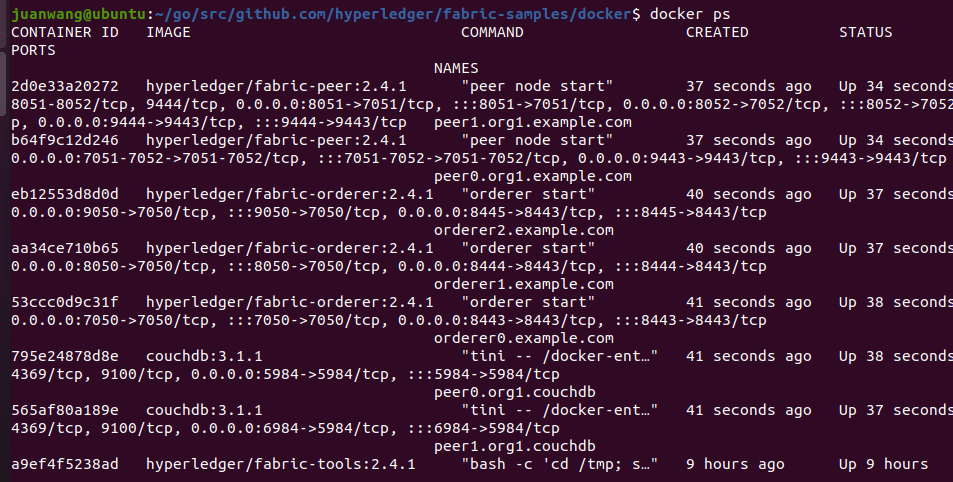 juanwang@ubuntu:~/go/src/github.com/hyperledger/fabric-samples/docker$ docker ps
CONTAINER ID   IMAGE                               COMMAND                  CREATED          STATUS
PORTS
                                               NAMES
2d0e33a20272   hyperledger/fabric-peer:2.4.1       "peer node start"        37 seconds ago   Up 34 seconds
8051-8052/tcp, 9444/tcp, 0.0.0.0:8051->7051/tcp, :::8051->7051/tcp, 0.0.0.0:8052->7052/tcp, :::8052->7052
p, 0.0.0.0:9444->9443/tcp, :::9444->9443/tcp   peer1.org1.example.com
b64f9c12d246   hyperledger/fabric-peer:2.4.1       "peer node start"        37 seconds ago   Up 34 seconds
0.0.0.0:7051-7052->7051-7052/tcp, :::7051-7052->7051-7052/tcp, 0.0.0.0:9443->9443/tcp, :::9443->9443/tcp
                                               peer0.org1.example.com
eb12553d8d0d   hyperledger/fabric-orderer:2.4.1    "orderer start"          40 seconds ago   Up 37 seconds
0.0.0.0:9050->7050/tcp, :::9050->7050/tcp, 0.0.0.0:8445->8443/tcp, :::8445->8443/tcp
                                               orderer2.example.com
aa34ce710b65   hyperledger/fabric-orderer:2.4.1    "orderer start"          40 seconds ago   Up 37 seconds
0.0.0.0:8050->7050/tcp, :::8050->7050/tcp, 0.0.0.0:8444->8443/tcp, :::8444->8443/tcp
                                               orderer1.example.com
53ccc0d9c31f   hyperledger/fabric-orderer:2.4.1    "orderer start"          41 seconds ago   Up 38 seconds
0.0.0.0:7050->7050/tcp, :::7050->7050/tcp, 0.0.0.0:8443->8443/tcp, :::8443->8443/tcp
                                               orderer0.example.com
795e24878d8e   couchdb:3.1.1                       "tini -- /docker-ent…"   41 seconds ago   Up 38 seconds
4369/tcp, 9100/tcp, 0.0.0.0:5984->5984/tcp, :::5984->5984/tcp
                                               peer0.org1.couchdb
565af80a189e   couchdb:3.1.1                       "tini -- /docker-ent…"   41 seconds ago   Up 37 seconds
4369/tcp, 9100/tcp, 0.0.0.0:6984->5984/tcp, :::6984->5984/tcp
                                               peer1.org1.couchdb
a9ef4f5238ad   hyperledger/fabric-tools:2.4.1      "bash -c 'cd /tmp; s…"   9 hours ago      Up 9 hours